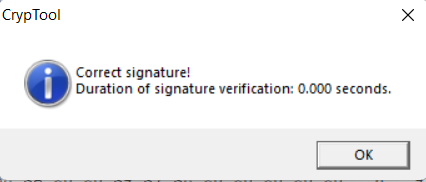 CrypTool
Correct signature!
Duration of signature verification: 0.000 seconds.
OK